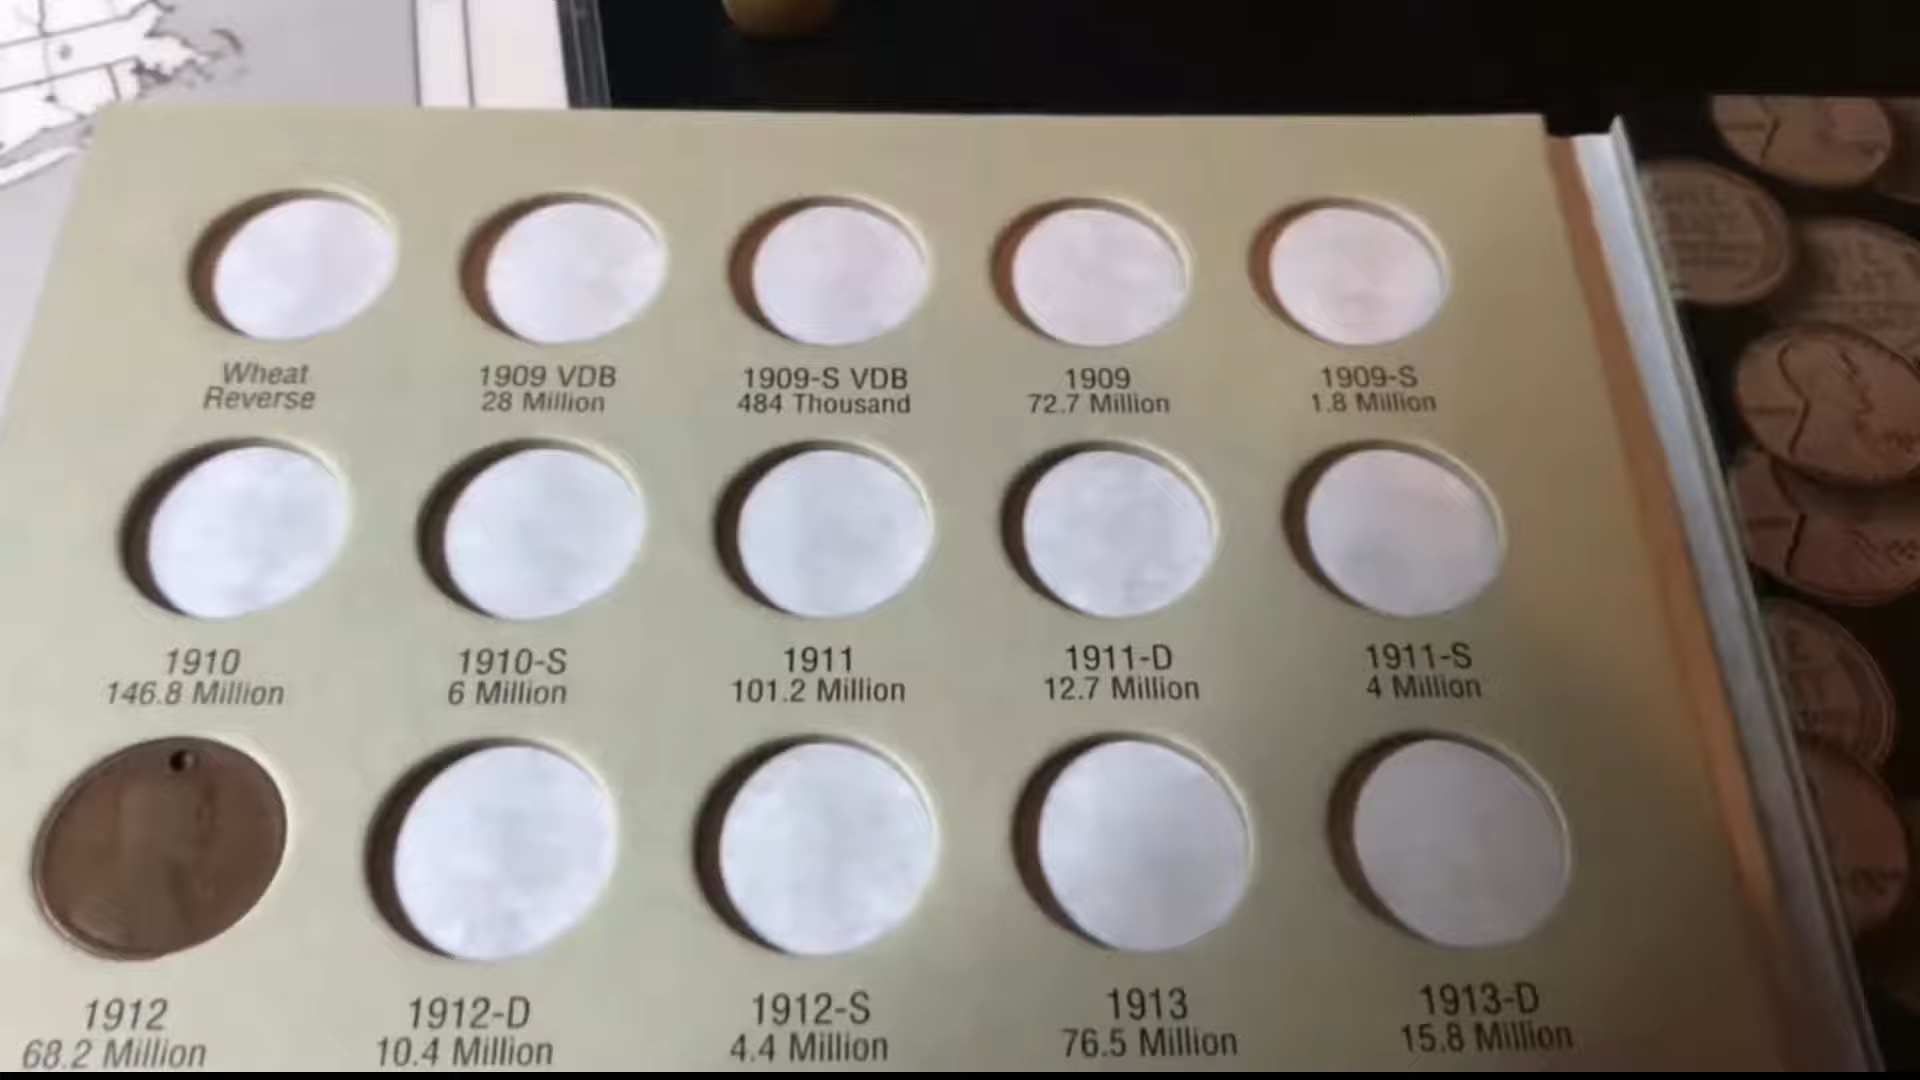 Wheat
Reverse
1909 VDB
28 Million
1909-S VDB
484 Thousand
1909
72.7 Million
1909-S
1.8 Million
1910
146.8 Million
1910-S
6 Million
1911
101.2 Million
1911-D
12.7 Million
1911-S
4 Million
1912
68.2 Million
1912-D
10.4 Million
1912-S
4.4 Million
1913
76.5 Million
1913-D
15.8 Million